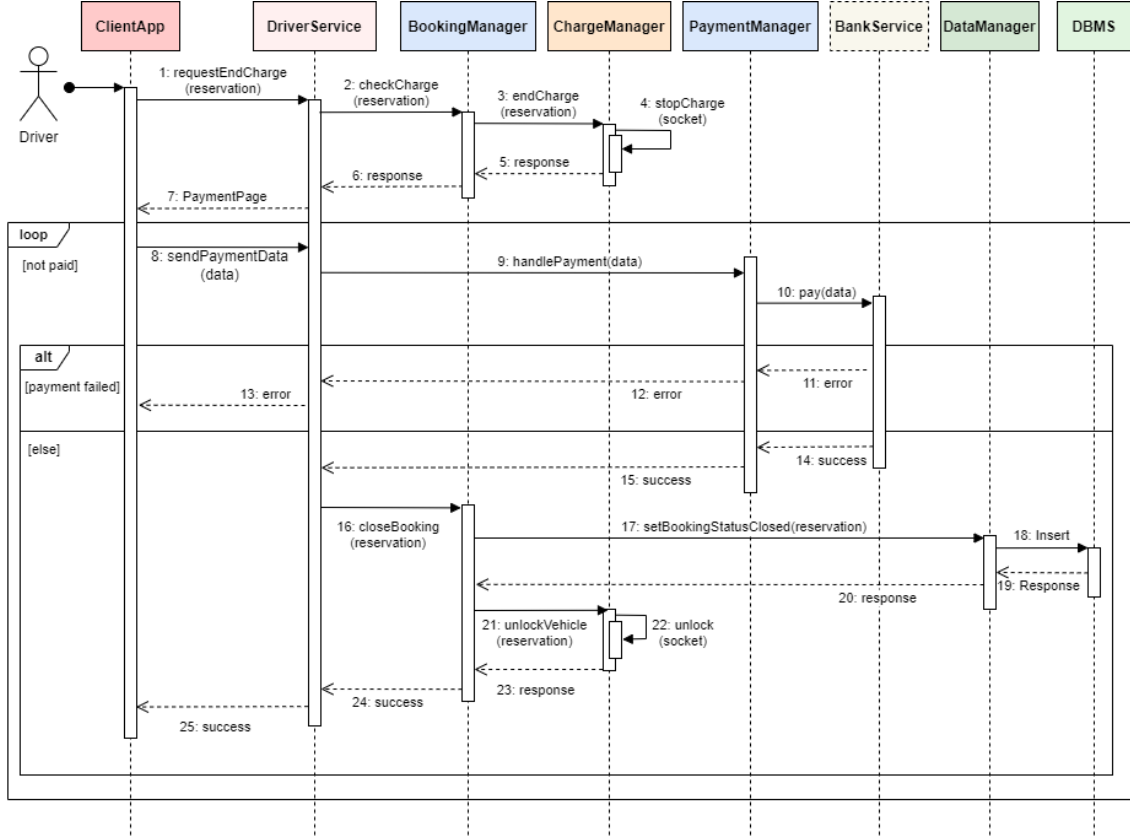 ClientApp
DriverService
BookingManager
ChargeManager
PaymentManager
BankService
DataManager
DBMS
Driver
1: requestEndCharge
(reservation)
2: checkCharge
(reservation)
3: endCharge
(reservation)
4: stopCharge
(socket)
5: response
6: response
7: PaymentPage
loop
[not paid]
8: sendPaymentData
(data)
9: handlePayment(data)
10: pay(data)
alt
[payment failed]
11: error
12: error
13: error
[else]
14: success
15: success
16: closeBooking
(reservation)
17: setBookingStatusClosed(reservation)
18: Insert
19: Response
20: response
21: unlockVehicle
(reservation)
22: unlock
(socket)
23: response
24: success
25: success